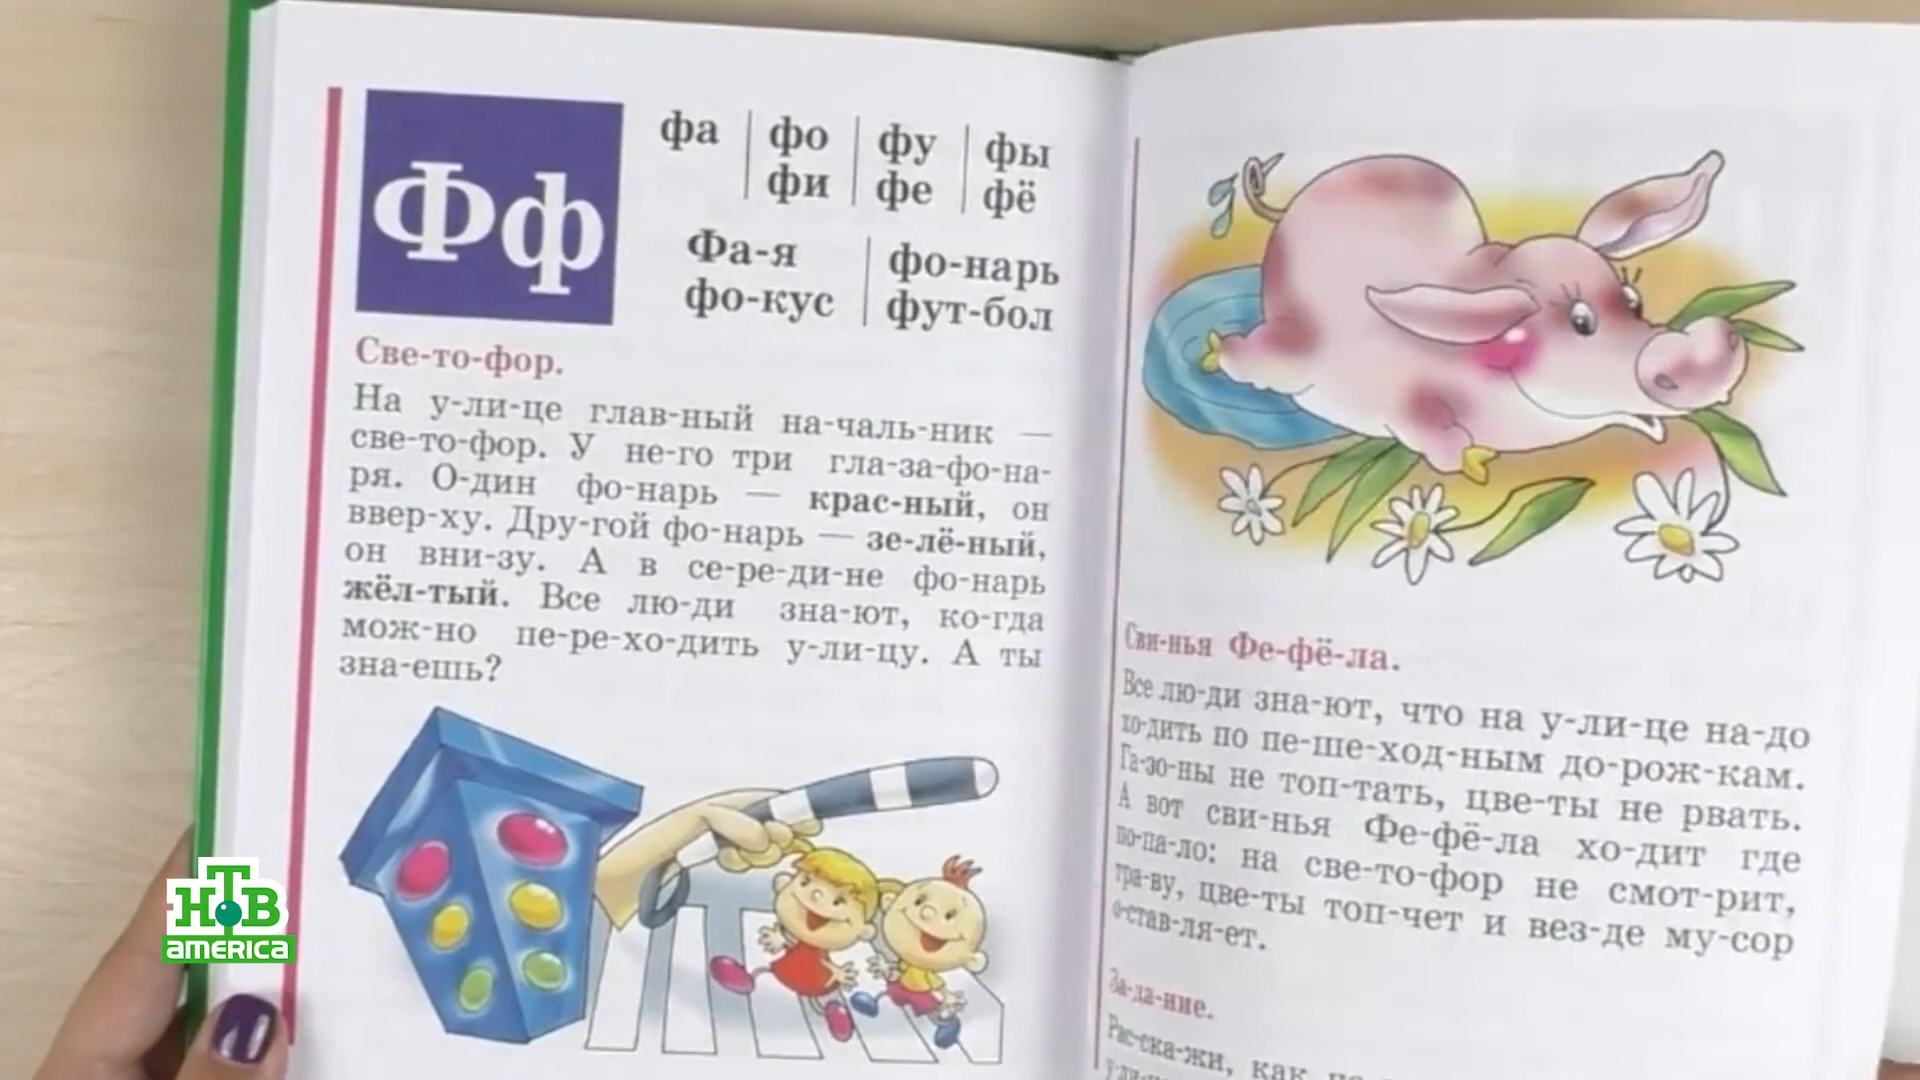 Фф
фа фо фу фы
фи фе фё
Фа-я фо-нарь
фо-кус фут-бол
Све-то-фор.
На у-ли-це глав-ный на-чаль-ник —
све-то-фор. У не-го три гла-за-фо-на-
ря. О-дин фо-нарь — крас-ный, он
ввер-ху. Дру-гой фо-нарь — зе-лё-ный,
он вни-зу. А в се-ре-ди-не фо-нарь
жёл-тый. Все лю-ди зна-ют, ко-гда
мож-но пе-ре-хо-дить у-ли-цу. А ты
зна-ешь?
Сви-нья Фе-фё-ла.
Все лю-ди зна-ют, что на у-ли-це на-до
хо-дить по пе-ше-ход-ным до-рож-кам.
Га-зо-ны не топ-тать, цве-ты не рвать.
А вот сви-нья Фе-фё-ла хо-дит где
по-па-ло: на све-то-фор не смот-рит,
тра-ву, цве-ты топ-чет и вез-де му-сор
о-став-ля-ет.
За-да-ние.
Рас-ска-жи, как
НТВ
america